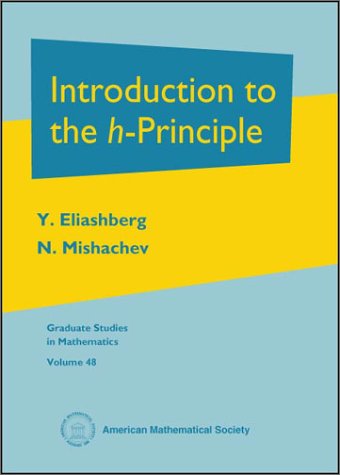 Introduction to
the h-Principle
Y. Eliashberg
N. Mishachev
Graduate Studies
in Mathematics
Volume 48
American Mathematical Society